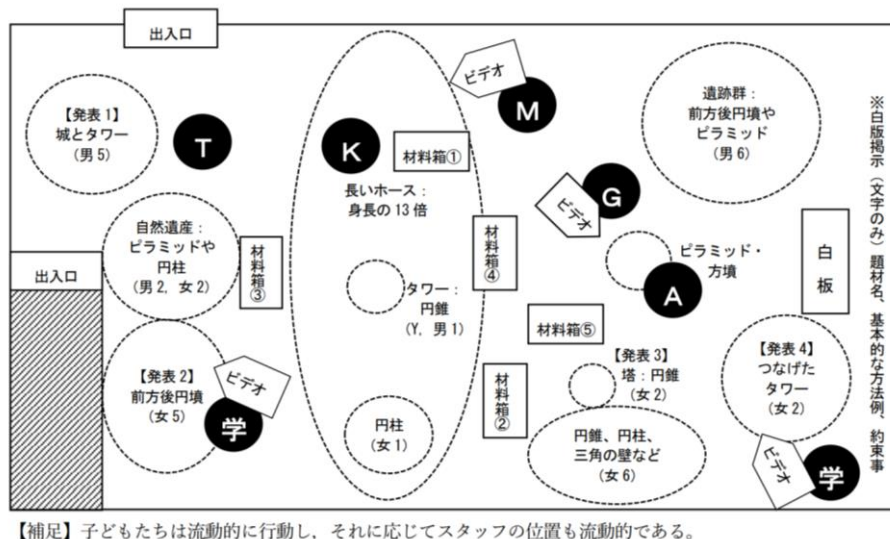 出入口
【発表1】
城とタワー
(男5)
T
K
材料箱①
長いホース:
身長の13倍
ビデオ
M
ビデオ
G
遺跡群:
前方後円墳や
ピラミッド
(男6)
自然遺産:
ピラミッドや
円柱
(男2, 女2)
材料箱③
出入口
材料箱④
タワー:
円錐
(Y, 男1)
ピラミッド・
方墳
A
白板
材料箱⑤
【発表2】
前方後円墳
(女5)
ビデオ
学
円柱
(女1)
材料箱②
【発表3】
塔:円錐
(女2)
円錐、円柱、
三角の壁など
(女6)
【発表4】
つなげた
タワー
(女2)
ビデオ
学
※白版掲示(文字のみ)題材名、基本的な方法例、約束事
【補足】子どもたちは流動的に行動し,それに応じてスタッフの位置も流動的である。